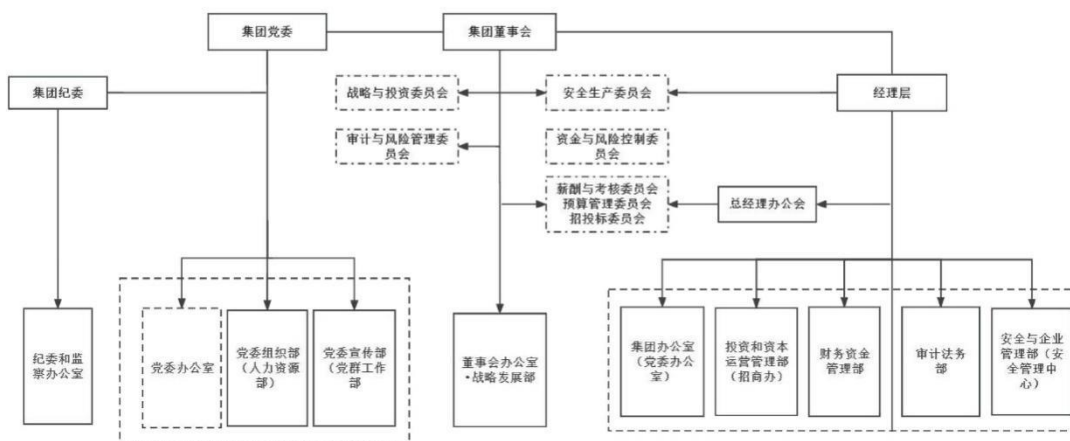 集团党委
集团董事会
集团纪委
战略与投资委员会
安全生产委员会
经理层
审计与风险管理委
员会
资金与风险控制委
员会
薪酬与考核委员会
预算管理委员会
招投标委员会
总经理办公会
纪委和监
察办公室
党委办公室
党委组织部
(人力资源
部)
党委宣传部
(党群工作
部
董事会办公室
·战略发展部
集团办公室
(党委办公
室)
投资和资本
运营管理部
(招商办)
财务资金
管理部
审计法务
部
安全与企业
管理部(安
全管理中
心)